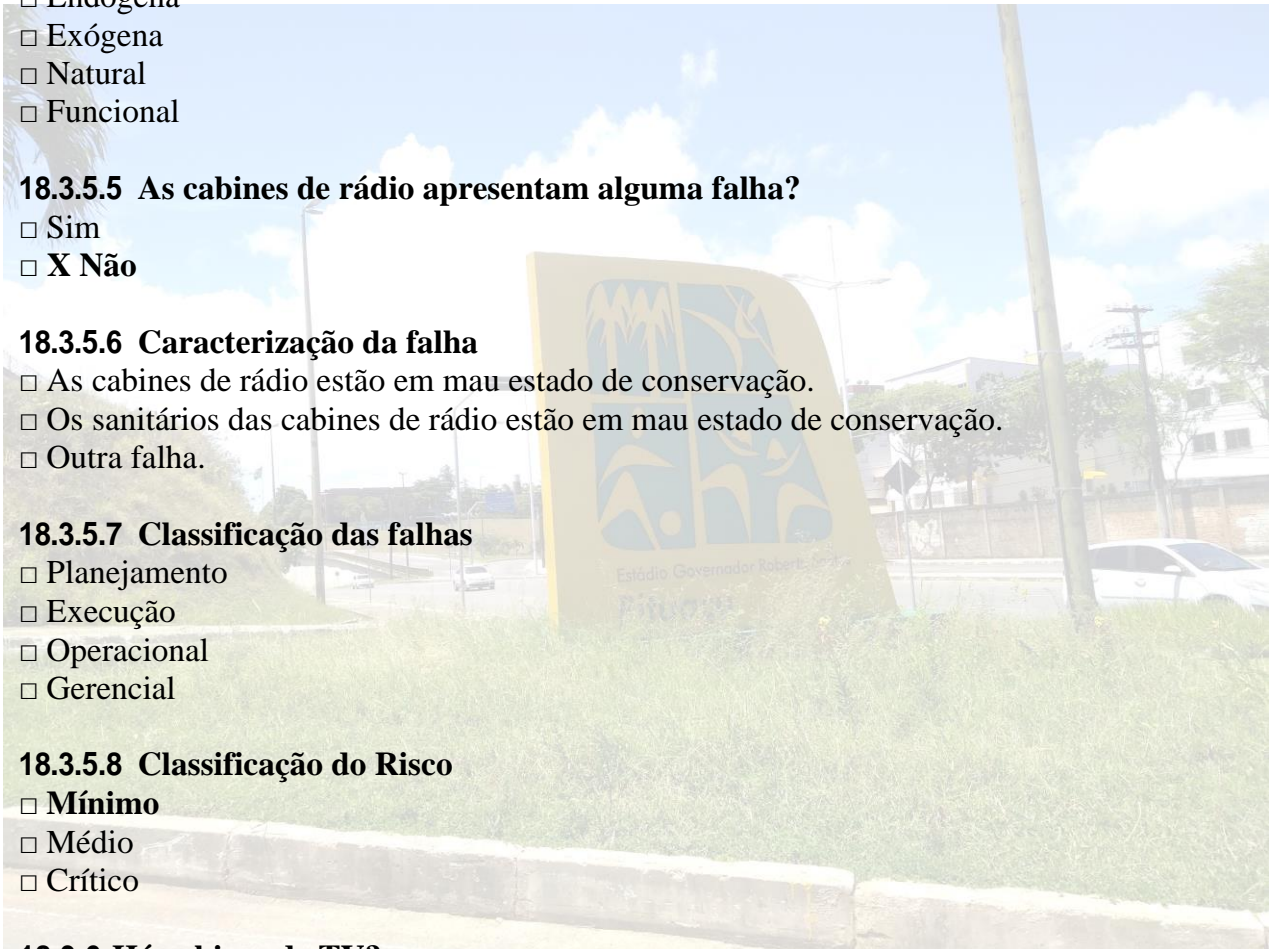 □ Endógena
□ Exógena
□ Natural
□ Funcional
18.3.5.5 As cabines de rádio apresentam alguma falha?
□ Sim
□ X Não
18.3.5.6 Caracterização da falha
□ As cabines de rádio estão em mau estado de conservação.
□ Os sanitários das cabines de rádio estão em mau estado de conservação.
□ Outra falha.
Estádio Governador Roberto
Pituaçu
18.3.5.7 Classificação das falhas
□ Planejamento
□ Execução
□ Operacional
□ Gerencial
18.3.5.8 Classificação do Risco
□ Mínimo
□ Médio
□ Crítico